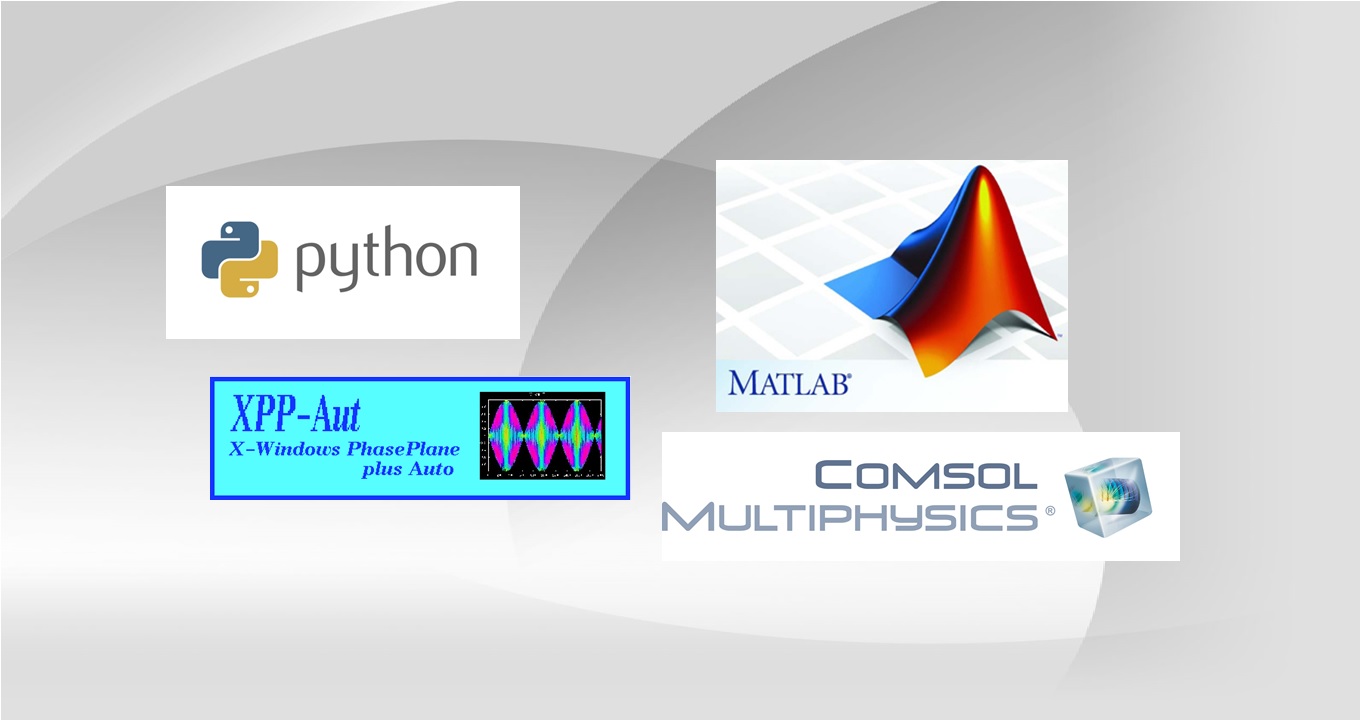 python
MATLAB®
XPP-Aut
X-Windows PhasePlane
plus Auto
COMSOL
MULTIPHYSICS®